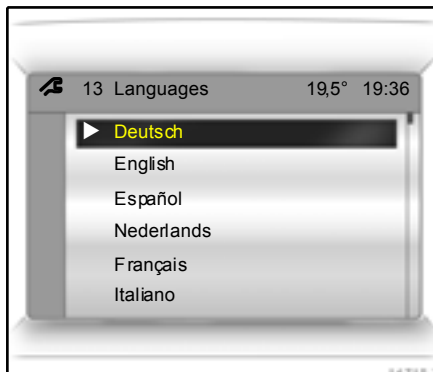 13 Languages 19,5° 19:36
Deutsch
English
Español
Nederlands
Français
Italiano